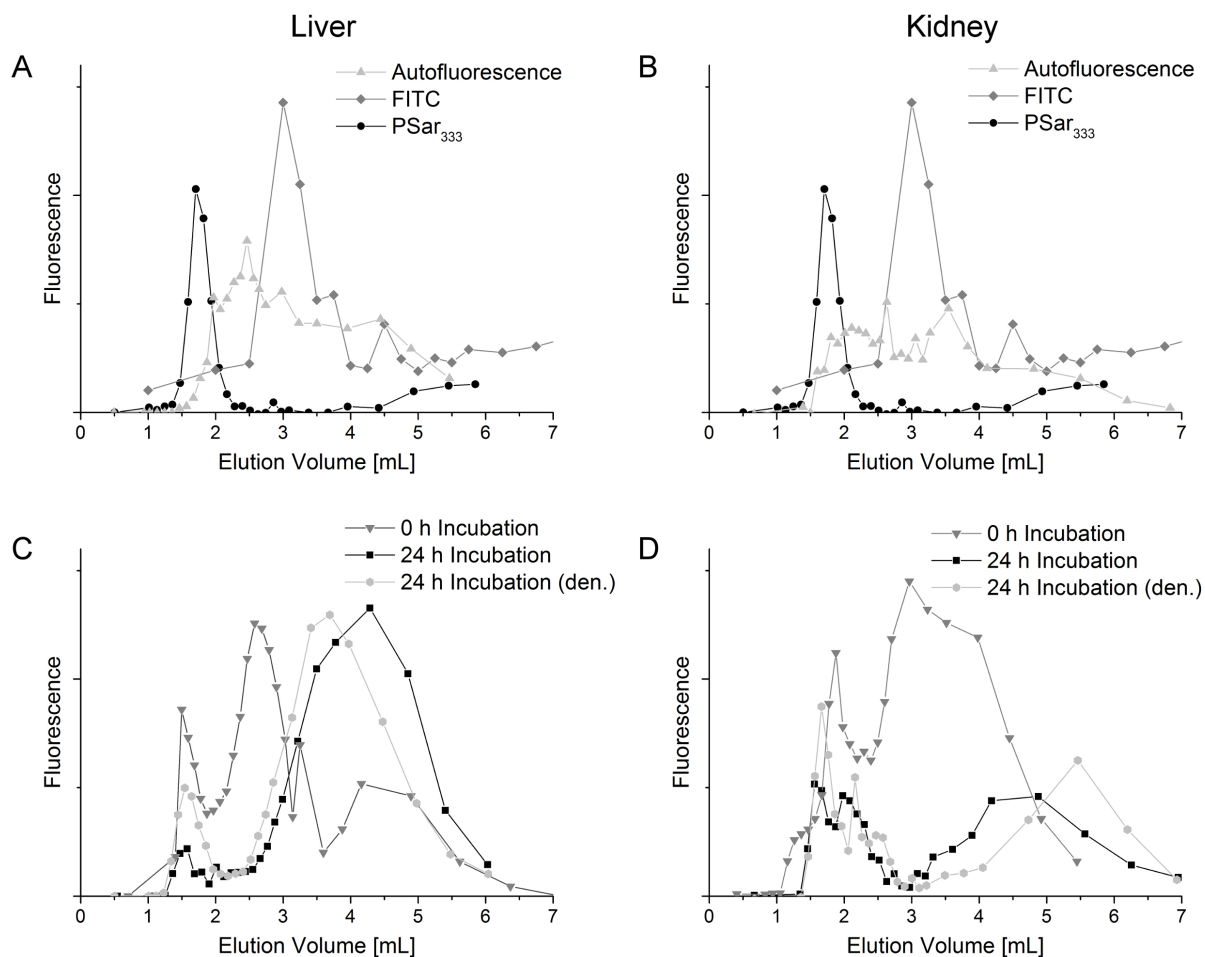 Liver
Kidney
A
Autofluorescence
FITC
PSar333
Fluorescence
0 1 2 3 4 5 6 7
Elution Volume [mL]
B
Autofluorescence
FITC
PSar333
Fluorescence
0 1 2 3 4 5 6 7
Elution Volume [mL]
C
0 h Incubation
24 h Incubation
24 h Incubation (den.)
Fluorescence
0 1 2 3 4 5 6 7
Elution Volume [mL]
D
0 h Incubation
24 h Incubation
24 h Incubation (den.)
Fluorescence
0 1 2 3 4 5 6 7
Elution Volume [mL]